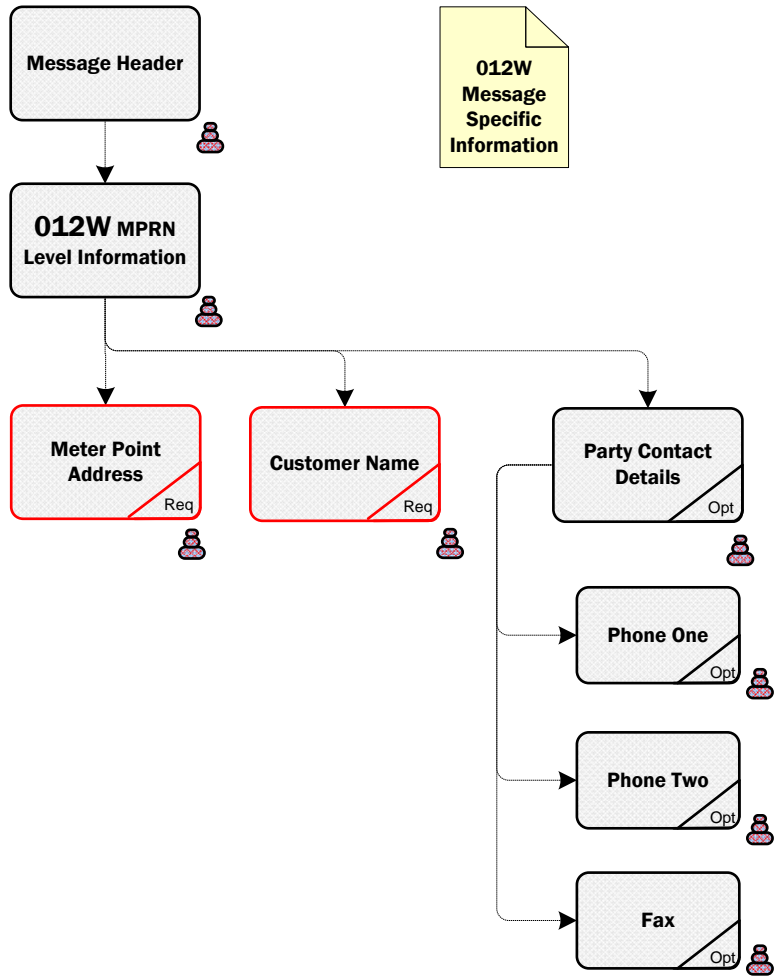 Message Header
012W
Message
Specific
Information
012W MPRN
Level Information
Meter Point
Address
Req
Customer Name
Req
Party Contact
Details
Opt
Phone One
Opt
Phone Two
Opt
Fax
Opt